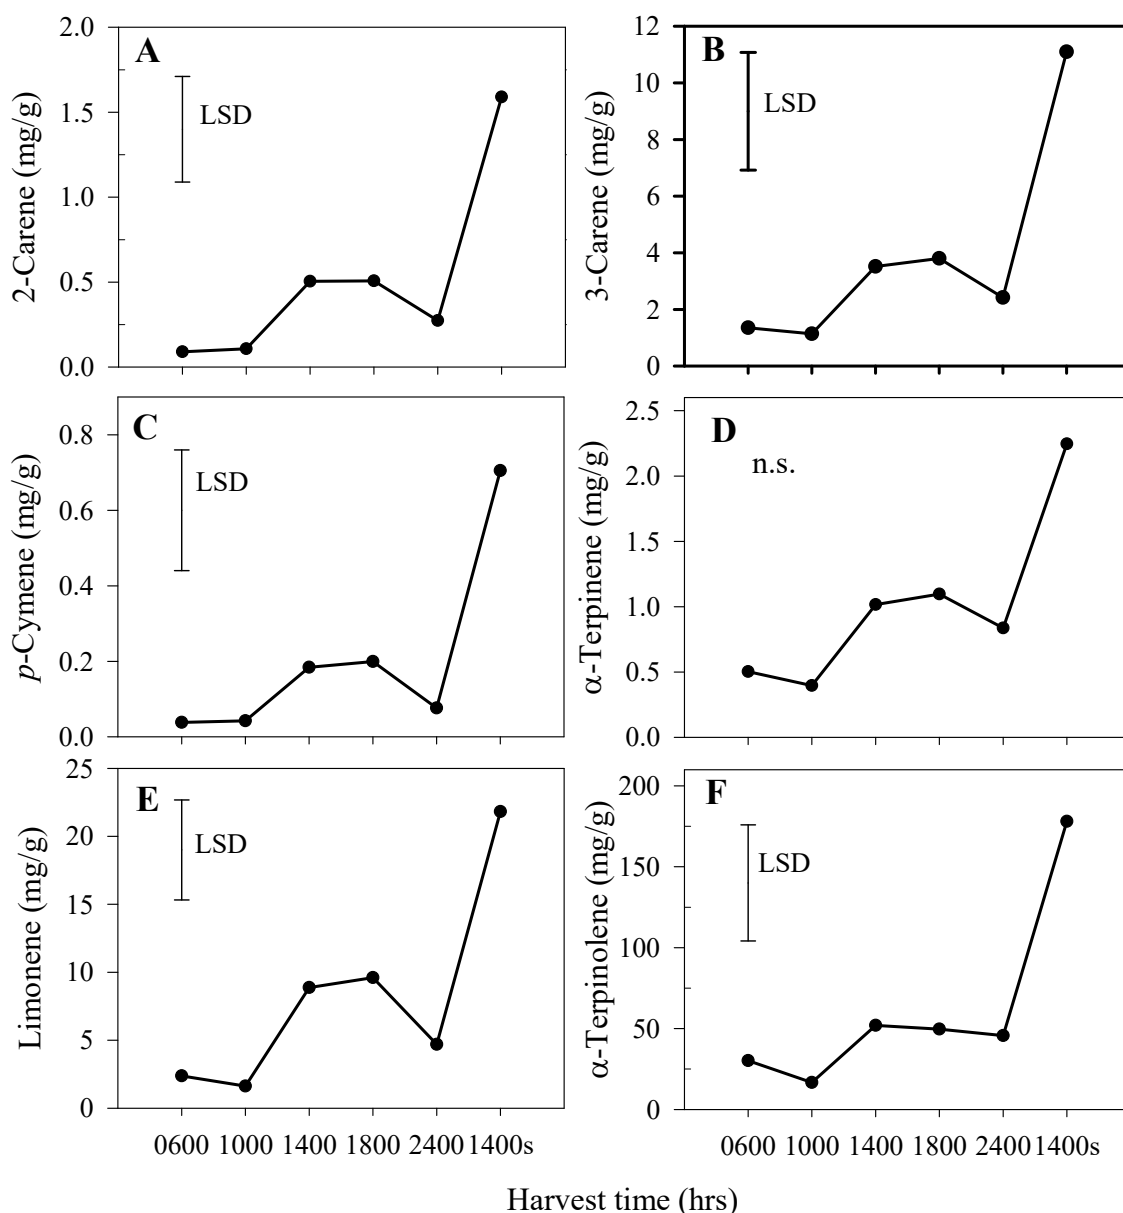 A
LSD
2-Carene (mg/g)
2.0
1.5
1.0
0.5
0.0
B
LSD
3-Carene (mg/g)
12
10
8
6
4
2
0
C
LSD
p-Cymene (mg/g)
0.8
0.6
0.4
0.2
0.0
D
n.s.
α-Terpinene (mg/g)
2.5
2.0
1.5
1.0
0.5
0.0
E
LSD
Limonene (mg/g)
25
20
15
10
5
0
0600 1000 1400 1800 2400 1400s
F
LSD
α-Terpinolene (mg/g)
200
150
100
50
0
0600 1000 1400 1800 2400 1400s
Harvest time (hrs)